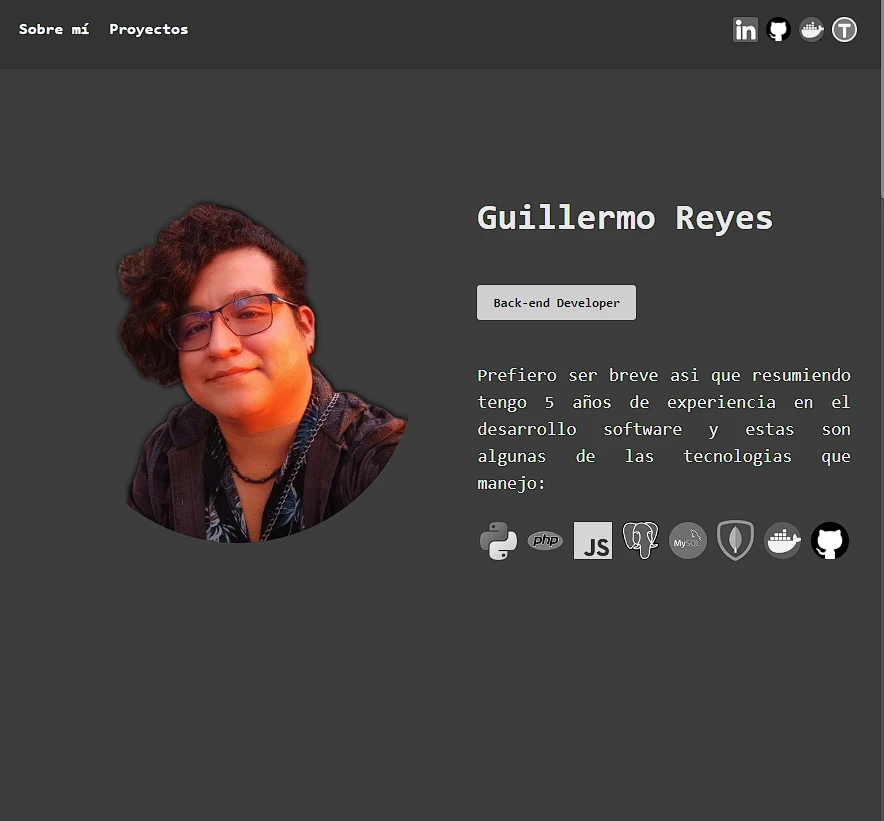 Sobre mí Proyectos
in T
Guillermo Reyes
Back-end Developer
Prefiero ser breve asi que resumiendo
tengo 5 años de experiencia en el
desarrollo software y estas son
algunas de las tecnologias que
manejo:
php JS MySQL